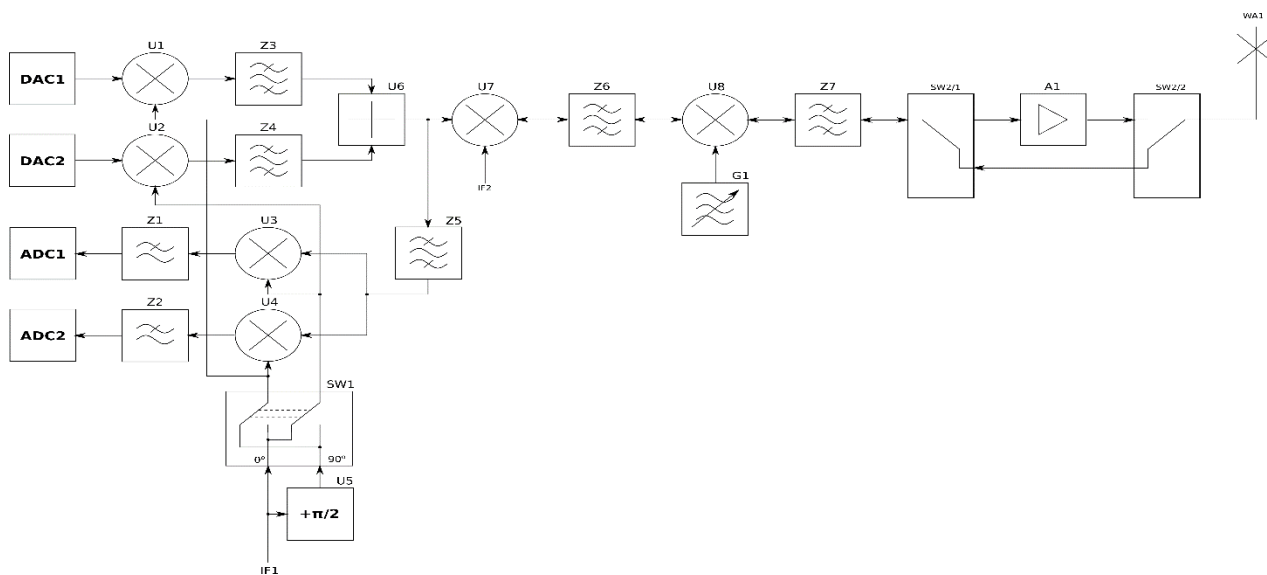 WA1
U1
Z3
DAC1
U6
U7
Z6
U8
Z7
SW2/1
A1
SW2/2
U2
Z4
DAC2
IF2
G1
Z1
U3
Z5
ADC1
Z2
U4
ADC2
SW1
0°
90°
U5
+π/2
IF1